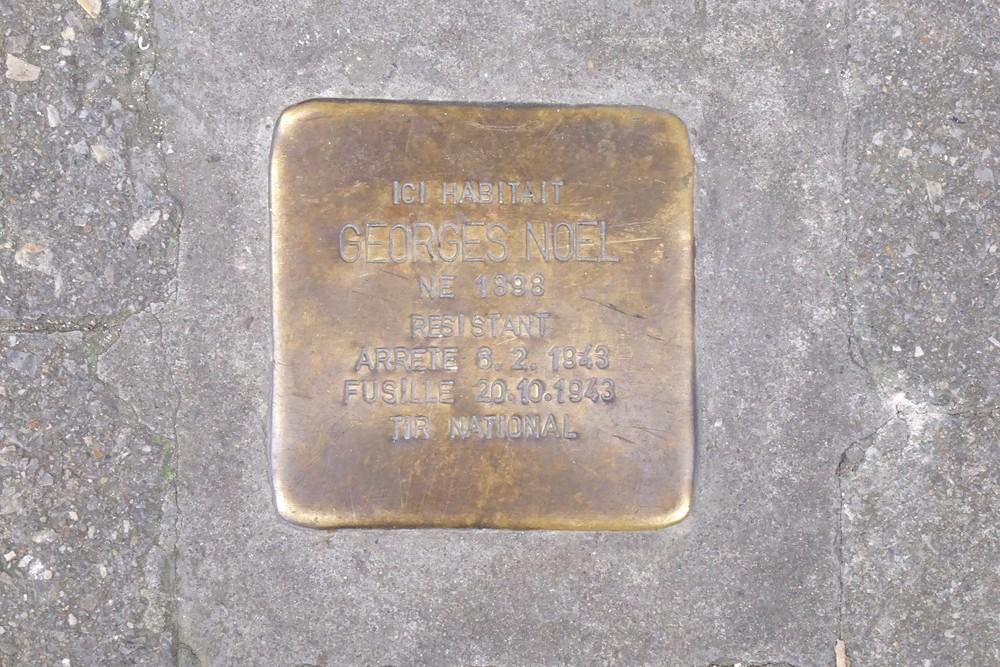 ICI HABITAIT
GEORGES NOEL
NE 1898
RESISTANT
ARRETE 6.2.1943
FUSILLE 20.10.1943
TIR NATIONAL